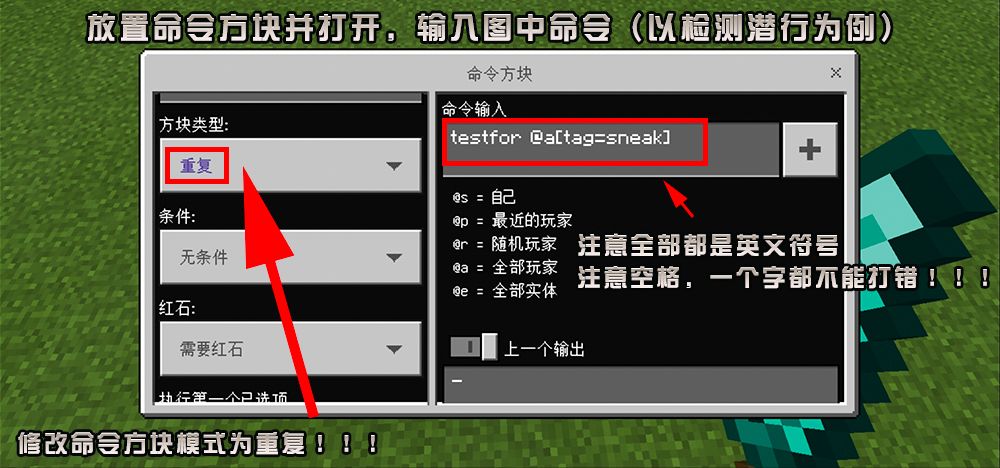 放置命令方块并打开，输入图中命令（以检测潜行为例）
命令方块
方块类型:
重复
条件:
无条件
红石:
需要红石
执行第一个已选项
命令输入
testfor @a[tag=sneak]
@s = 自己
@p = 最近的玩家
@r = 随机玩家
@a = 全部玩家
@e = 全部实体
注意全部都是英文符号
注意空格，一个字都不能打错！！！
上一个输出
-
修改命令方块模式为重复！！！